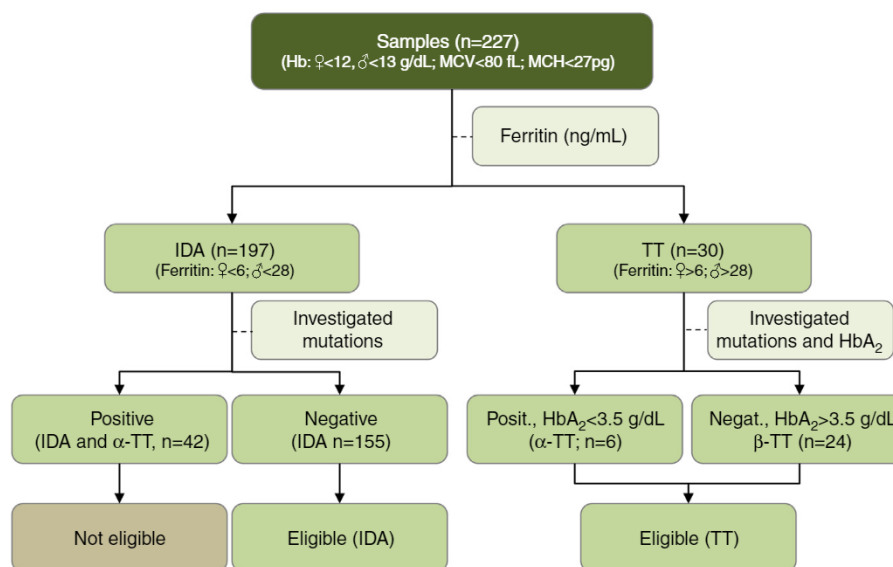 Samples (n=227)
(Hb: ♀<12, ♂<13 g/dL; MCV<80 fL; MCH<27pg)
Ferritin (ng/mL)
IDA (n=197)
(Ferritin: ♀<6; ♂<28)
TT (n=30)
(Ferritin: ♀>6; ♂>28)
Investigated
mutations
Investigated
mutations and HbA₂
Positive
(IDA and α-TT, n=42)
Negative
(IDA n=155)
Posit., HbA₂<3.5 g/dL
(α-TT; n=6)
Negat., HbA₂>3.5 g/dL
β-TT (n=24)
Not eligible
Eligible (IDA)
Eligible (TT)